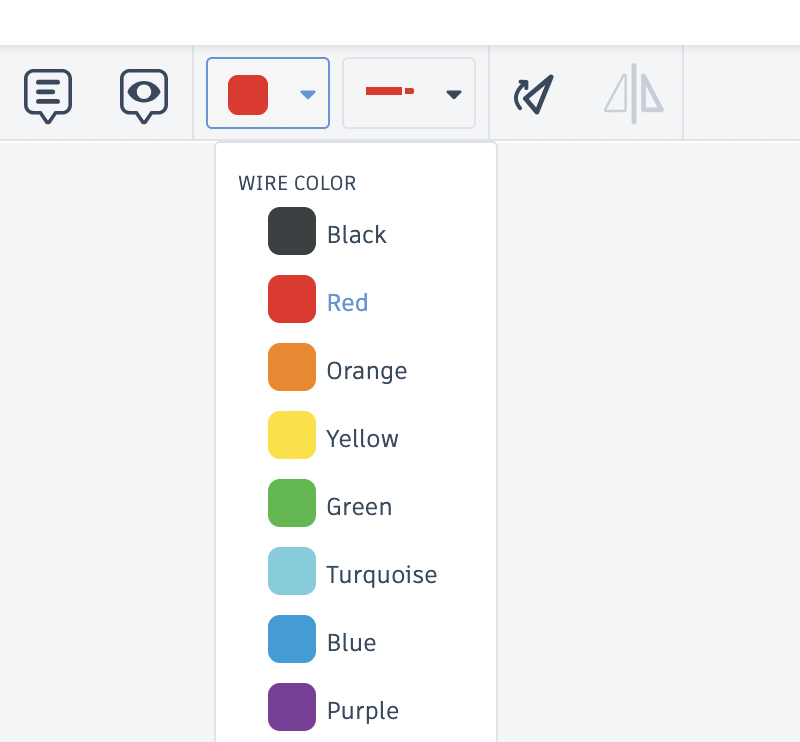 WIRE COLOR
Black
Red
Orange
Yellow
Green
Turquoise
Blue
Purple